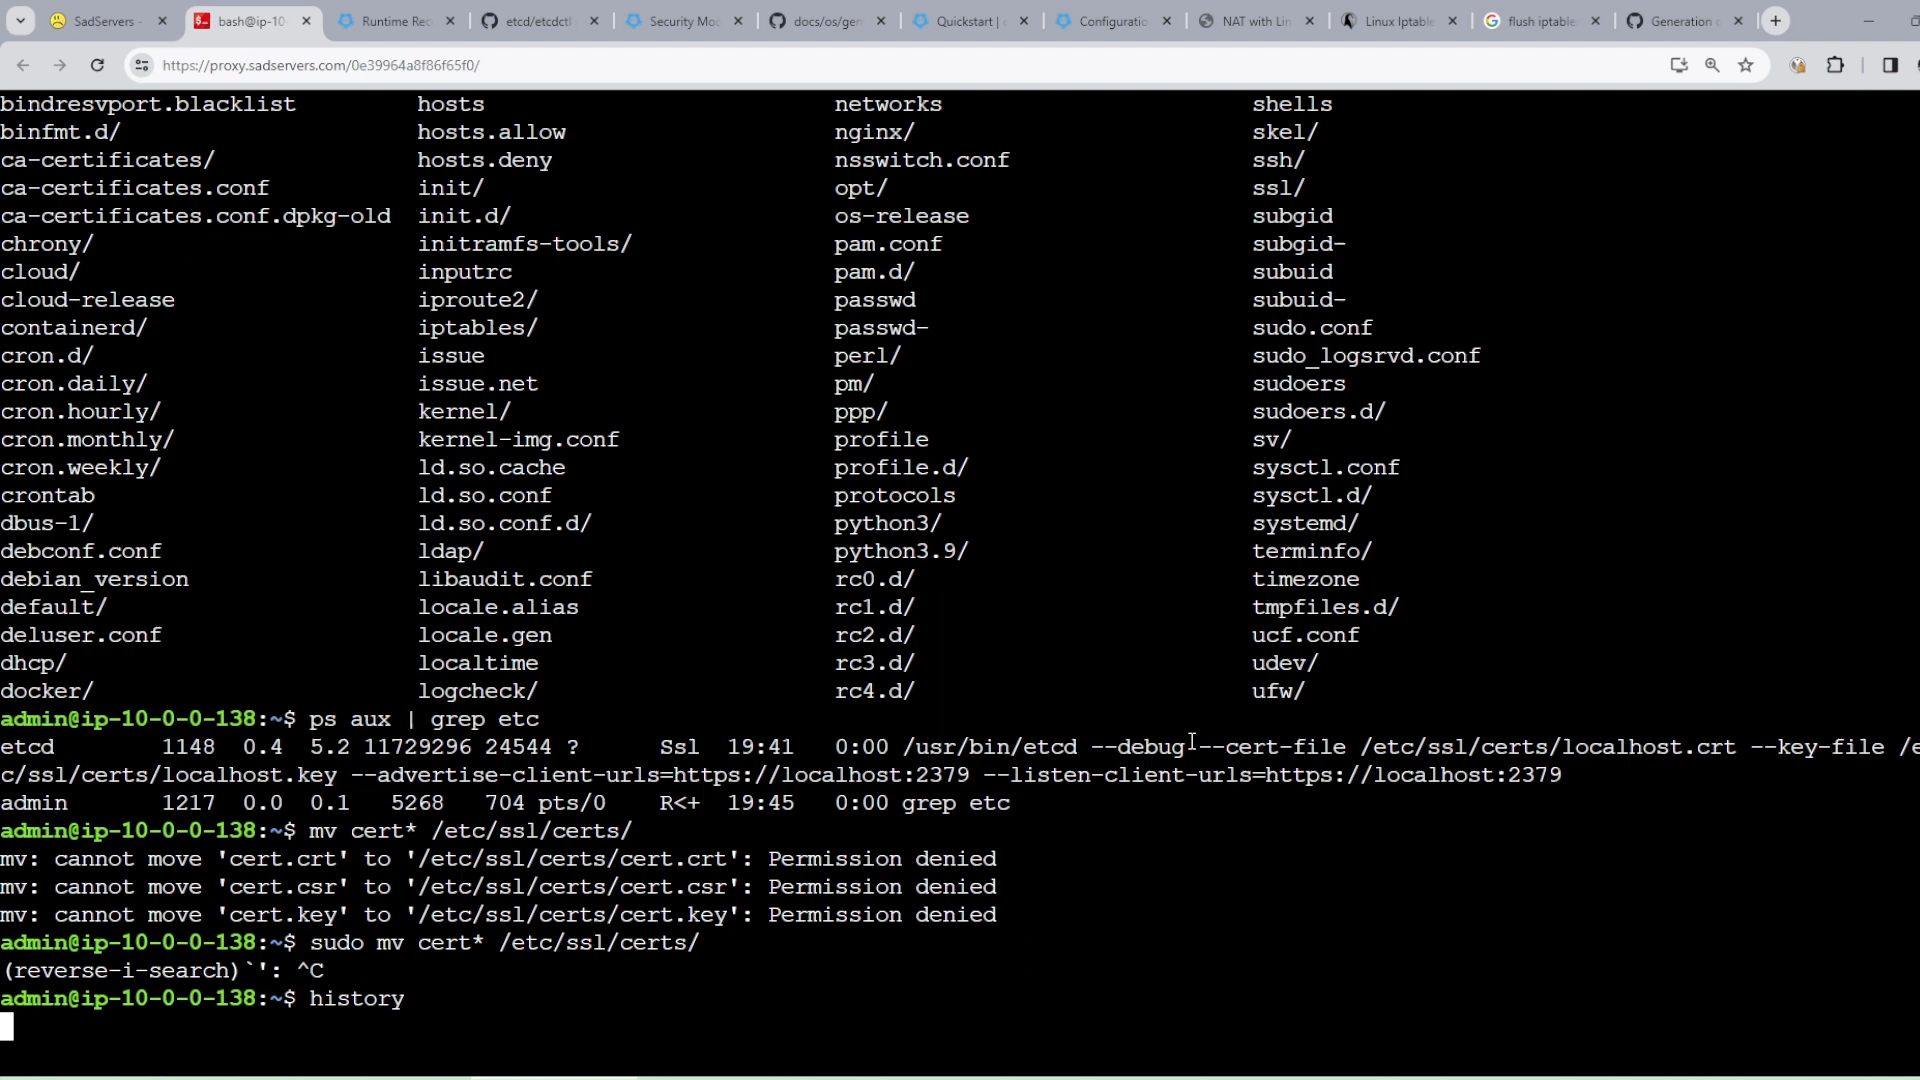 SadServers -
bash@ip-10-
Runtime Rec
etcd/etcdctl
Security Mod
docs/os/gen
Quickstart |
Configuratio
NAT with Lin
Linux Iptable
flush iptable
Generation o
https://proxy.sadservers.com/0e39964a8f86f65f0/
bindresvport.blacklist hosts networks shells
binfmt.d/ hosts.allow nginx/ skel/
ca-certificates/ hosts.deny nsswitch.conf ssh/
ca-certificates.conf init/ opt/ ssl/
ca-certificates.conf.dpkg-old init.d/ os-release subgid
chrony/ initramfs-tools/ pam.conf subgid-
cloud/ inputrc pam.d/ subuid
cloud-release iproute2/ passwd subuid-
containerd/ iptables/ passwd- sudo.conf
cron.d/ issue perl/ sudo_logsrvd.conf
cron.daily/ issue.net pm/ sudoers
cron.hourly/ kernel/ ppp/ sudoers.d/
cron.monthly/ kernel-img.conf profile sv/
cron.weekly/ ld.so.cache profile.d/ sysctl.conf
crontab ld.so.conf protocols sysctl.d/
dbus-1/ ld.so.conf.d/ python3/ systemd/
debconf.conf ldap/ python3.9/ terminfo/
debian_version libaudit.conf rc0.d/ timezone
default/ locale.alias rc1.d/ tmpfiles.d/
deluser.conf locale.gen rc2.d/ ucf.conf
dhcp/ localtime rc3.d/ udev/
docker/ logcheck/ rc4.d/ ufw/
admin@ip-10-0-0-138:~$ ps aux | grep etc
etcd 1148 0.4 5.2 11729296 24544 ? Ssl 19:41 0:00 /usr/bin/etcd --debug --cert-file /etc/ssl/certs/localhost.crt --key-file /e
c/ssl/certs/localhost.key --advertise-client-urls=https://localhost:2379 --listen-client-urls=https://localhost:2379
admin 1217 0.0 0.1 5268 704 pts/0 R<+ 19:45 0:00 grep etc
admin@ip-10-0-0-138:~$ mv cert* /etc/ssl/certs/
mv: cannot move 'cert.crt' to '/etc/ssl/certs/cert.crt': Permission denied
mv: cannot move 'cert.csr' to '/etc/ssl/certs/cert.csr': Permission denied
mv: cannot move 'cert.key' to '/etc/ssl/certs/cert.key': Permission denied
admin@ip-10-0-0-138:~$ sudo mv cert* /etc/ssl/certs/
(reverse-i-search)`': ^C
admin@ip-10-0-0-138:~$ history